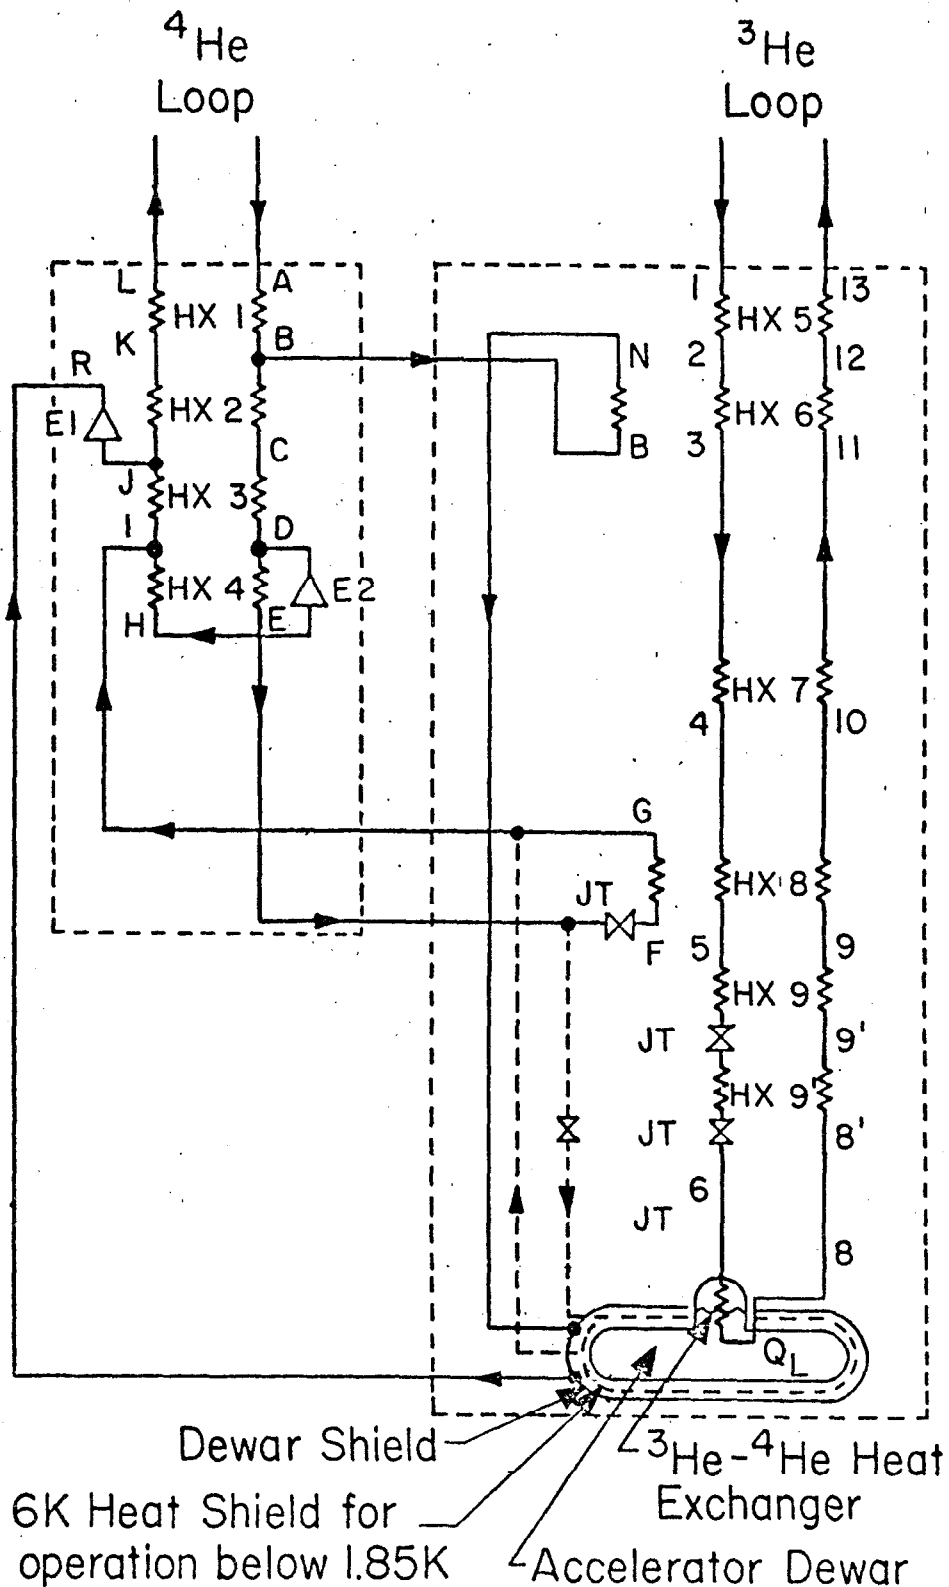 ⁴He
Loop
³He
Loop
L
A
HX 1
K
B
R
E1
HX 2
C
J
HX 3
I
D
HX 4
E2
H
E
N
B
1
13
HX 5
2
12
HX 6
3
11
HX 7
4
10
G
HX 8
JT
F
5
9
HX 9
JT
9'
HX 9'
JT
8'
6
JT
8
Q_L
Dewar Shield
³He-⁴He Heat
Exchanger
6K Heat Shield for
operation below 1.85K
Accelerator Dewar